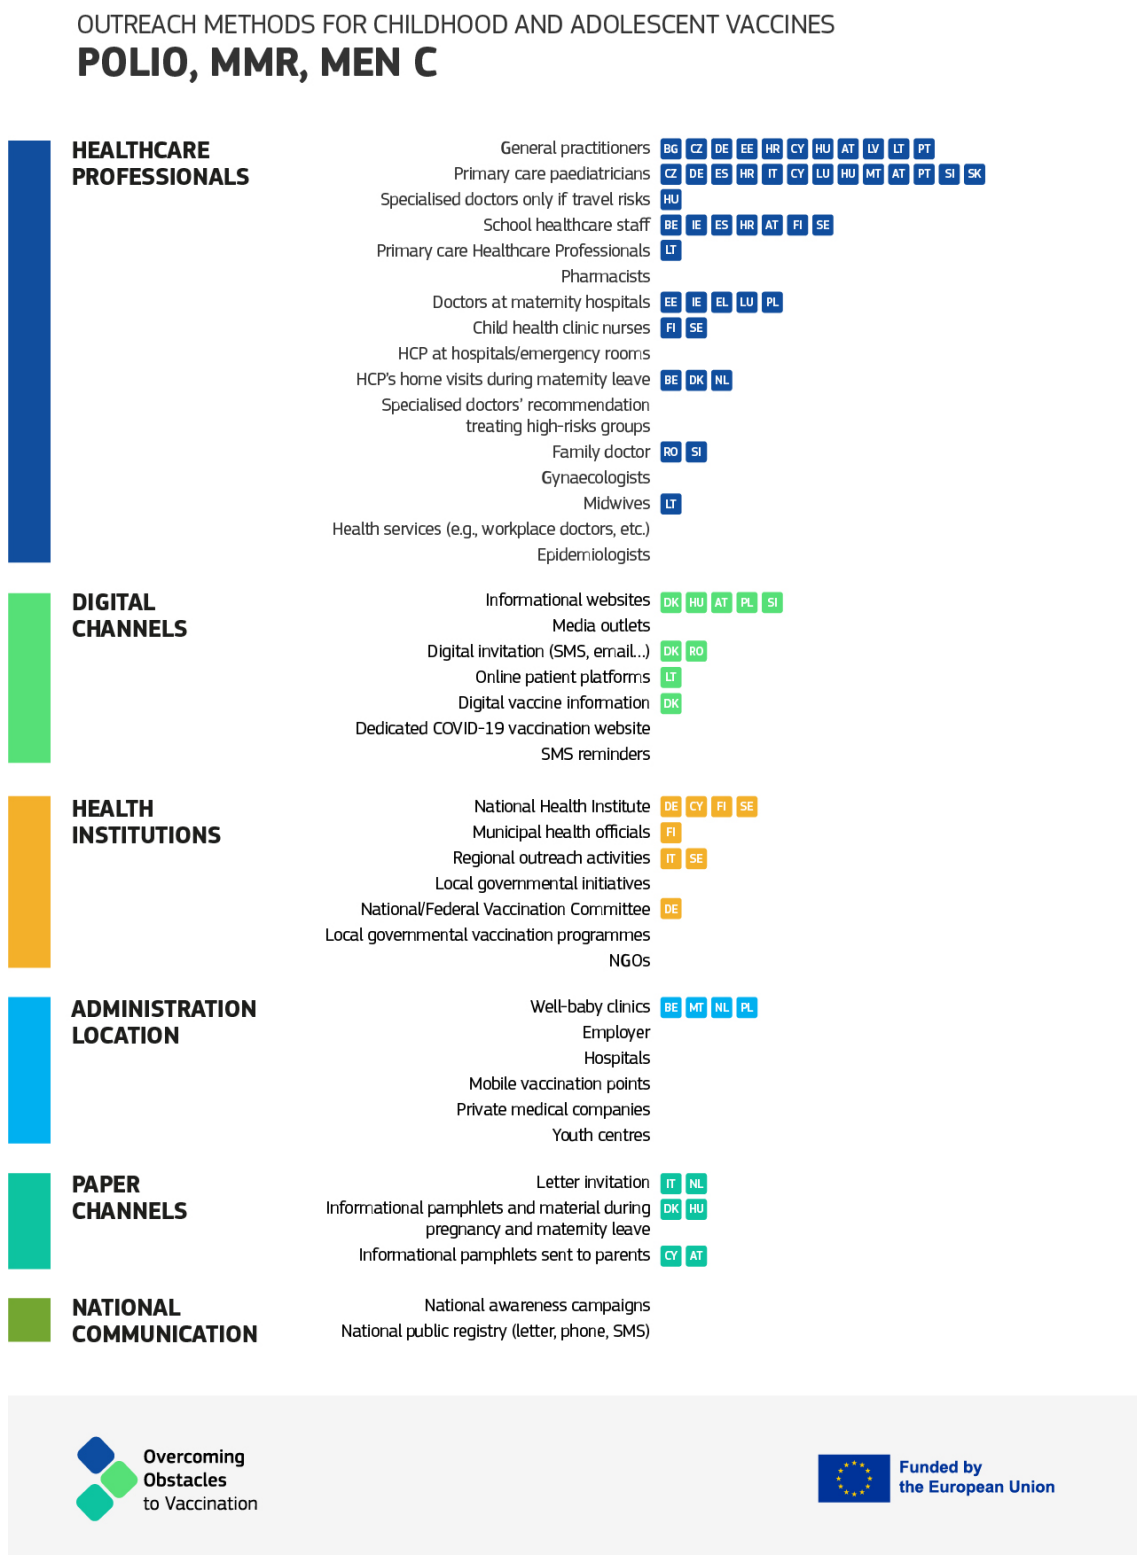 OUTREACH METHODS FOR CHILDHOOD AND ADOLESCENT VACCINES
POLIO, MMR, MEN C
HEALTHCARE
PROFESSIONALS
General practitioners BG CZ DE EE HR CY HU AT LV LT PT
Primary care paediatricians CZ DE ES HR IT CY LU HU MT AT PT SI SK
Specialised doctors only if travel risks HU
School healthcare staff BE IE ES HR AT FI SE
Primary care Healthcare Professionals LT
Pharmacists
Doctors at maternity hospitals EE IE EL LU PL
Child health clinic nurses FI SE
HCP at hospitals/emergency rooms
HCP's home visits during maternity leave BE DK NL
Specialised doctors' recommendation
treating high-risks groups
Family doctor RO SI
Gynaecologists
Midwives LT
Health services (e.g., workplace doctors, etc.)
Epidemiologists
DIGITAL
CHANNELS
Informational websites DK HU AT PL SI
Media outlets
Digital invitation (SMS, email...) DK RO
Online patient platforms LT
Digital vaccine information DK
Dedicated COVID-19 vaccination website
SMS reminders
HEALTH
INSTITUTIONS
National Health Institute DE CY FI SE
Municipal health officials FI
Regional outreach activities IT SE
Local governmental initiatives
National/Federal Vaccination Committee DE
Local governmental vaccination programmes
NGOs
ADMINISTRATION
LOCATION
Well-baby clinics BE MT NL PL
Employer
Hospitals
Mobile vaccination points
Private medical companies
Youth centres
PAPER
CHANNELS
Letter invitation IT NL
Informational pamphlets and material during DK HU
pregnancy and maternity leave
Informational pamphlets sent to parents CY AT
NATIONAL
COMMUNICATION
National awareness campaigns
National public registry (letter, phone, SMS)
Overcoming
Obstacles
to Vaccination
Funded by
the European Union